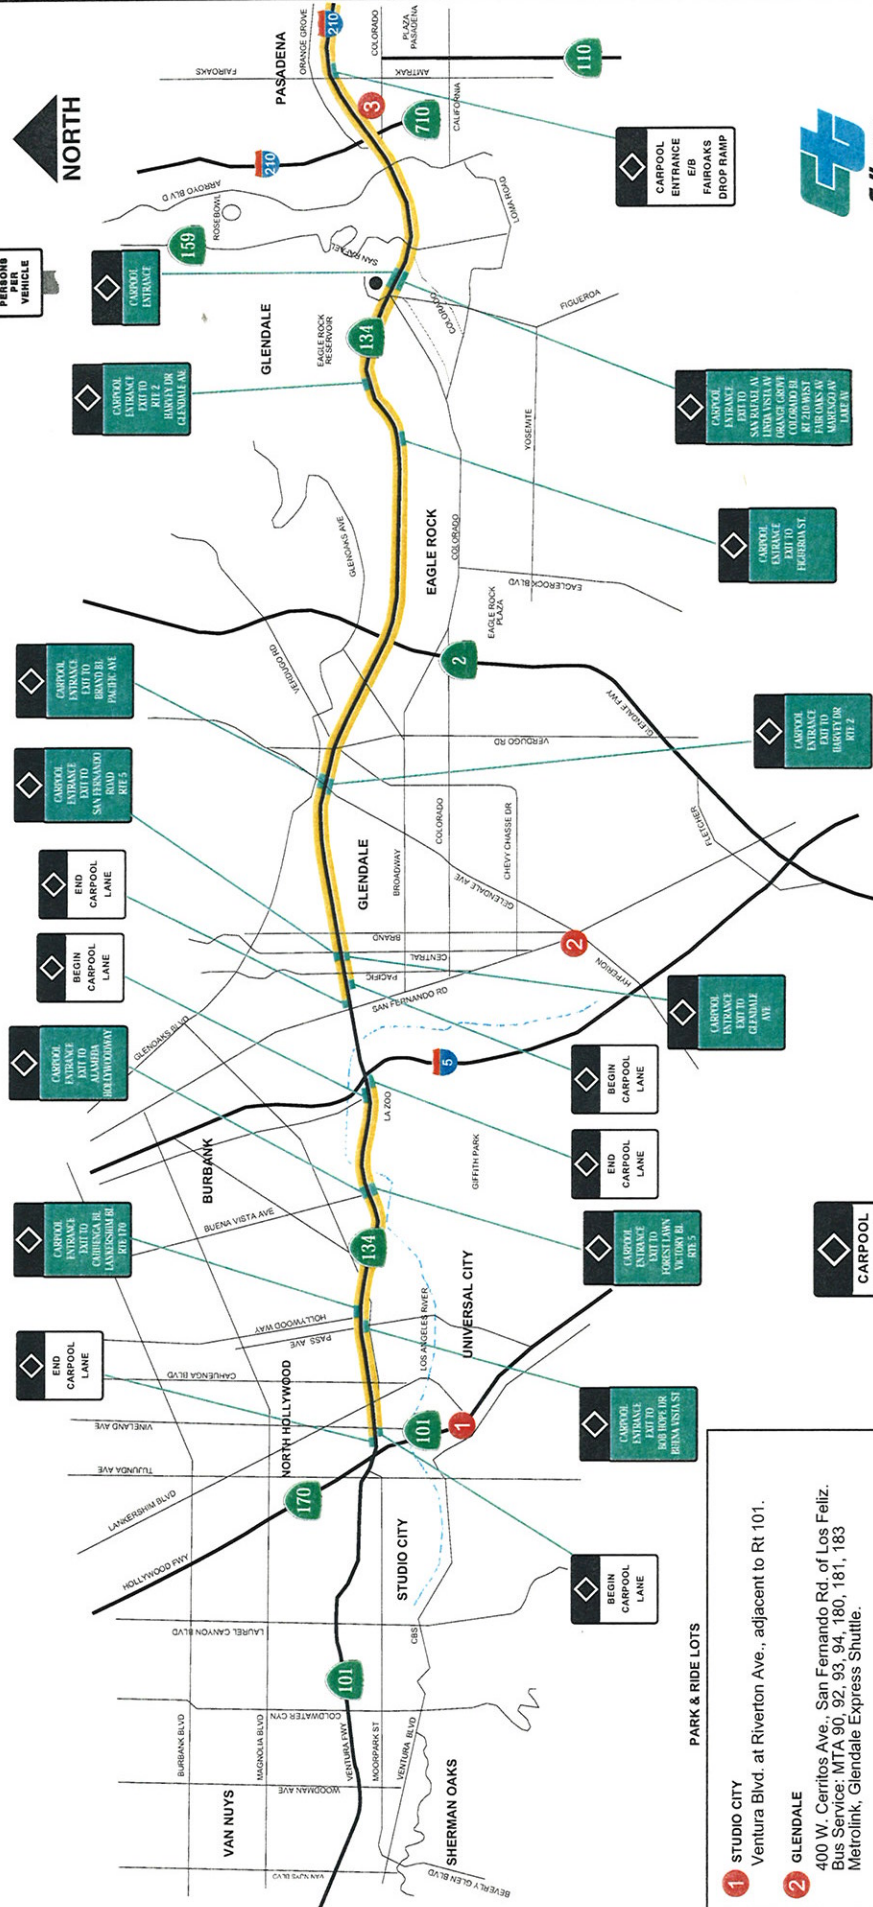 PERSONS
PER
VEHICLE
NORTH
CARPOOL
ENTRANCE
CARPOOL
ENTRANCE
EXIT TO
RTE 2
HARVEY DR
GLENDALE AV
CARPOOL
ENTRANCE
EXIT TO
BRAND BL
PACIFIC AVE
CARPOOL
ENTRANCE
EXIT TO
SAN FERNANDO
ROAD
RTE 5
END
CARPOOL
LANE
BEGIN
CARPOOL
LANE
CARPOOL
ENTRANCE
EXIT TO
ALAMEDA
HOLLYWOODWAY
CARPOOL
ENTRANCE
EXIT TO
CAHUENGA BL
LANKERSHIM BL
RTE 170
END
CARPOOL
LANE
VAN NUYS
SHERMAN OAKS
STUDIO CITY
NORTH HOLLYWOOD
UNIVERSAL CITY
BURBANK
GLENDALE
EAGLE ROCK
GLENDALE
PASADENA
VAN NUYS BLVD
BEVERLY GLEN BLVD
WOODMAN AVE
COLDWATER CYN
BURBANK BLVD
MAGNOLIA BLVD
VENTURA FWY
MOORPARK ST
VENTURA BLVD
101
LAUREL CANYON BLVD
CBS
HOLLYWOOD FWY
LANKERSHIM BLVD
170
TUJUNDA AVE
VINELAND AVE
101
1
CAHUENGA BLVD
PASS AVE
HOLLYWOOD WAY
LOS ANGELES RIVER
134
BUENA VISTA AVE
GIFFITH PARK
LA ZOO
5
GLENOAKS BLVD
SAN FERNANDO RD
PACIFIC
CENTRAL
BRAND
BROADWAY
COLORADO
CHEVY CHASSE DR
GELENDALE AVE
2
HYPERION
FLETCHER
GLENDALE FWY
VERDUGO RD
VERDUGO RD
2
GLENOAKS AVE
EAGLE ROCK
PLAZA
EAGLEROCK BLVD
COLORADO
YOSEMITE
FIGUEROA
134
EAGLE ROCK
RESERVOIR
COLORADO
SAN RAFAEL
LOMA ROAD
159
ROSEBOWL
ARROYO BLVD
210
710
3
CALIFORNIA
FAIROAKS
AMTRAK
110
ORANGE GROVE
210
COLORADO
PLAZA
PASADENA
BEGIN
CARPOOL
LANE
CARPOOL
ENTRANCE
EXIT TO
BOB HOPE DR
BUENA VISTA ST
CARPOOL
ENTRANCE
EXIT TO
FOREST LAWN
VICTORY BL
RTE 5
END
CARPOOL
LANE
BEGIN
CARPOOL
LANE
CARPOOL
ENTRANCE
EXIT TO
GLENDALE
AVE
CARPOOL
ENTRANCE
EXIT TO
HARVEY DR
RTE 2
CARPOOL
ENTRANCE
EXIT TO
FIGUEROA ST.
CARPOOL
ENTRANCE
EXIT TO
SAN RAFAEL AV
LINDA VISTA AV
ORANGE GROVE
COLORADO BL
RT 210 WEST
FAIR OAKS AV
MARENGO AV
LAKE AV
CARPOOL
ENTRANCE
E/B
FAIROAKS
DROP RAMP
CARPOOL
PARK & RIDE LOTS
1 STUDIO CITY
Ventura Blvd. at Riverton Ave., adjacent to Rt 101.
2 GLENDALE
400 W. Cerritos Ave., San Fernando Rd. of Los Feliz.
Bus Service: MTA 90, 92, 93, 94, 180, 181, 183
Metrolink, Glendale Express Shuttle.